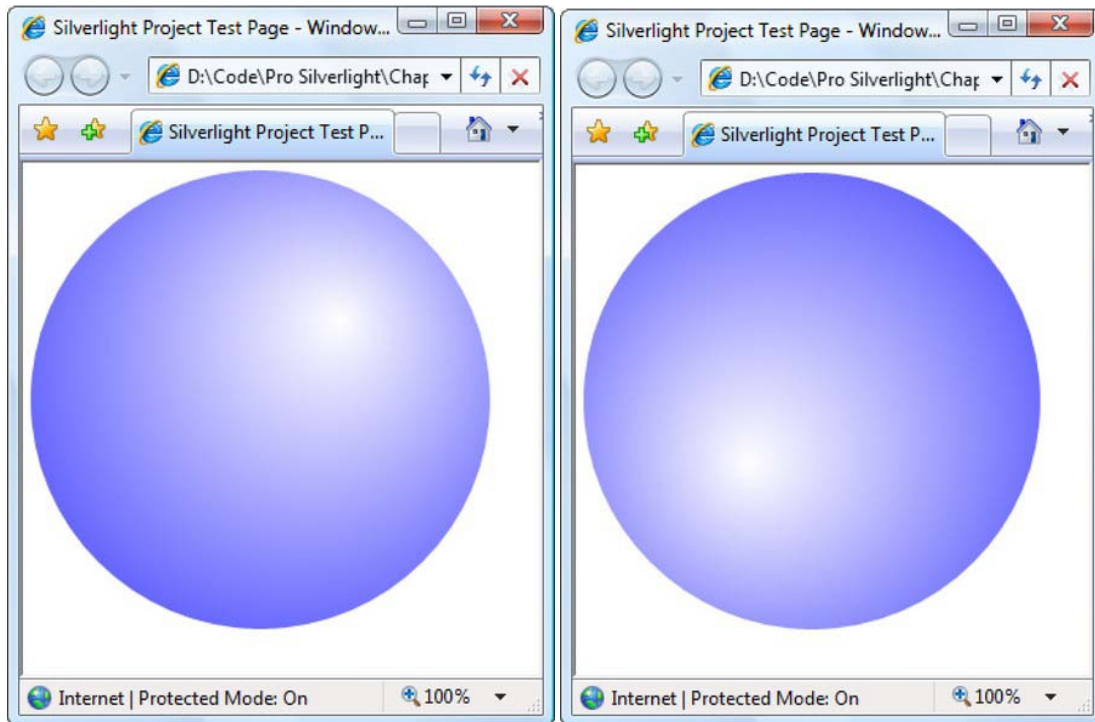 Silverlight Project Test Page - Window...
D:\Code\Pro Silverlight\Chap
Silverlight Project Test P...
Internet | Protected Mode: On
100%
Silverlight Project Test Page - Window...
D:\Code\Pro Silverlight\Chap
Silverlight Project Test P...
Internet | Protected Mode: On
100%